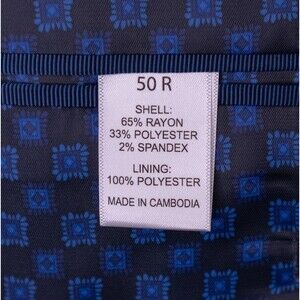 50 R
SHELL:
65% RAYON
33% POLYESTER
2% SPANDEX
LINING:
100% POLYESTER
MADE IN CAMBODIA